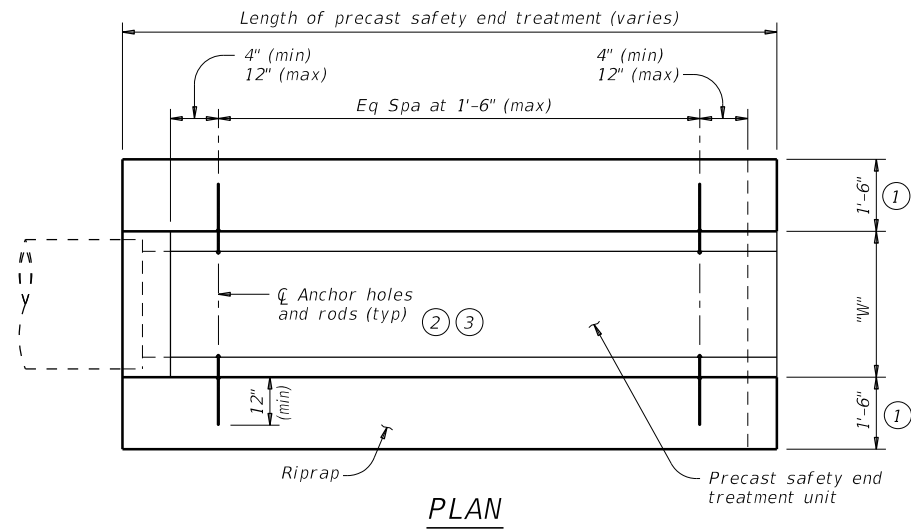 Length of precast safety end treatment (varies)
4" (min)
12" (max)
4" (min)
12" (max)
Eq Spa at 1'-6" (max)
1'-6"
1
℄ Anchor holes
and rods (typ)
2 3
"W"
12"
(min)
1'-6"
1
Riprap
Precast safety end
treatment unit
PLAN